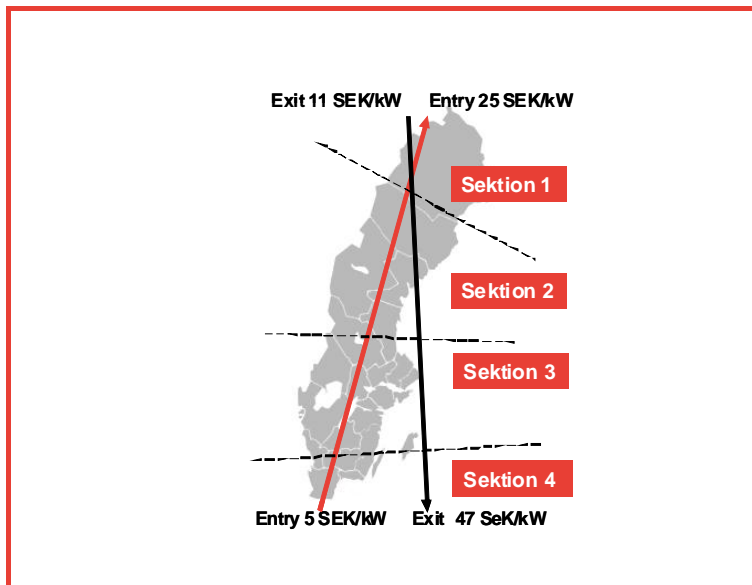 Exit 11 SEK/kW Entry 25 SEK/kW
Sektion 1
Sektion 2
Sektion 3
Sektion 4
Entry 5 SEK/kW Exit 47 SeK/kW